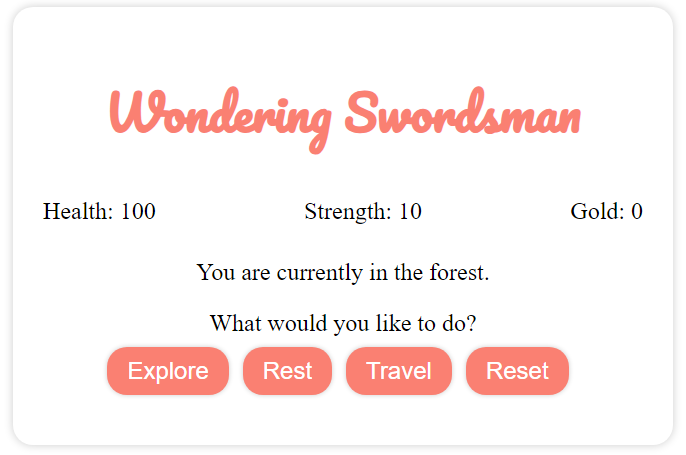 Wondering Swordsman
Health: 100 Strength: 10 Gold: 0
You are currently in the forest.
What would you like to do?
Explore Rest Travel Reset